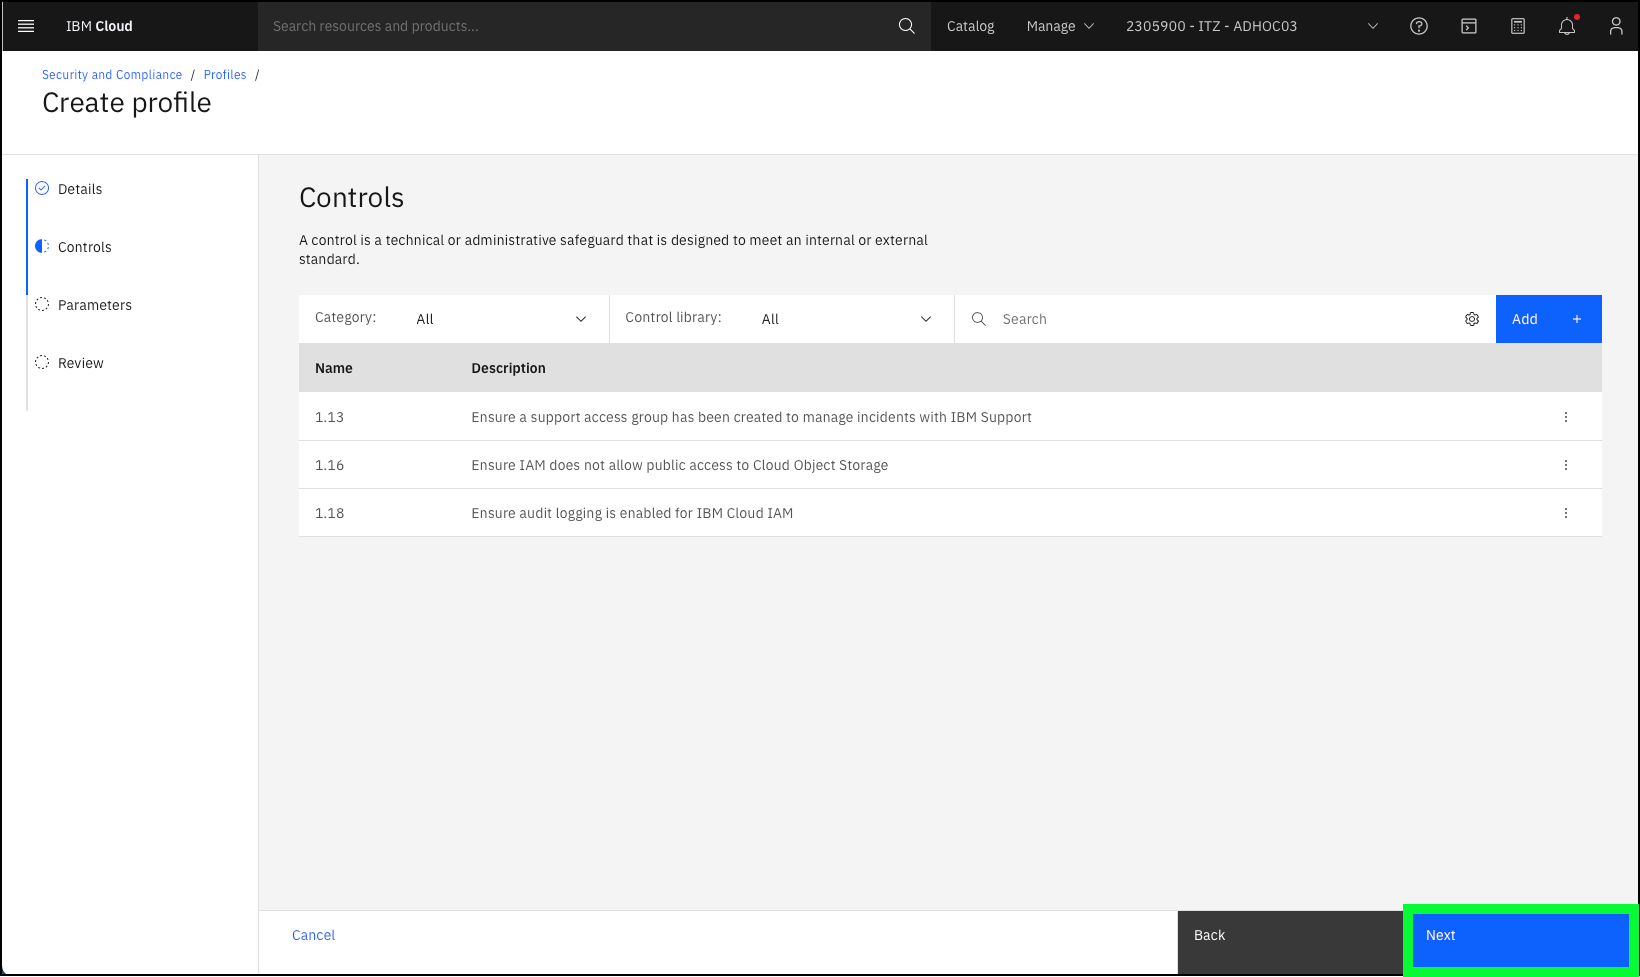 IBM Cloud
Search resources and products...
Catalog
Manage
2305900 - ITZ - ADHOC03
Security and Compliance / Profiles /
Create profile
Details
Controls
Parameters
Review
Controls
A control is a technical or administrative safeguard that is designed to meet an internal or external
standard.
Category: All
Control library: All
Search
Add +
Name Description
1.13 Ensure a support access group has been created to manage incidents with IBM Support
1.16 Ensure IAM does not allow public access to Cloud Object Storage
1.18 Ensure audit logging is enabled for IBM Cloud IAM
Cancel
Back
Next